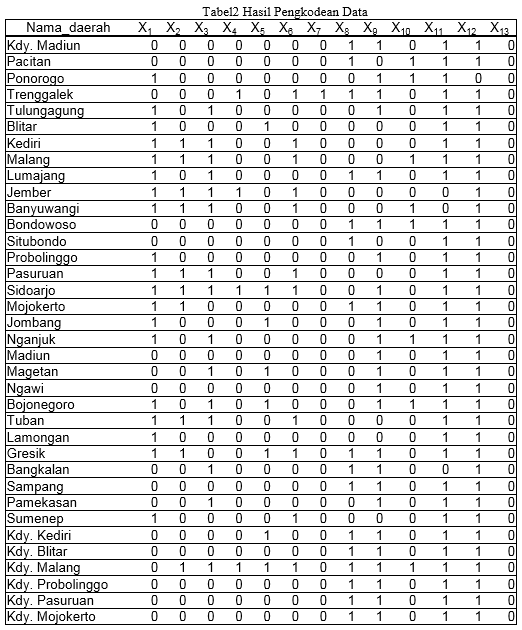 Tabel2 Hasil Pengkodean Data
Nama_daerah X1 X2 X3 X4 X5 X6 X7 X8 X9 X10 X11 X12 X13
Kdy. Madiun 0 0 0 0 0 0 0 1 1 0 1 1 0
Pacitan 0 0 0 0 0 0 0 1 0 1 1 1 0
Ponorogo 1 0 0 0 0 0 0 0 1 1 1 0 0
Trenggalek 0 0 0 1 0 1 1 1 1 0 1 1 0
Tulungagung 1 0 1 0 0 0 0 0 1 0 1 1 0
Blitar 1 0 0 0 1 0 0 0 0 0 1 1 0
Kediri 1 1 1 0 0 1 0 0 0 0 1 1 0
Malang 1 1 1 0 0 1 0 0 0 1 1 1 0
Lumajang 1 0 1 0 0 0 0 1 1 0 1 1 0
Jember 1 1 1 1 0 1 0 0 0 0 0 1 0
Banyuwangi 1 1 1 0 0 1 0 0 0 1 0 1 0
Bondowoso 0 0 0 0 0 0 0 1 1 1 1 1 0
Situbondo 0 0 0 0 0 0 0 1 0 0 1 1 0
Probolinggo 1 0 0 0 0 0 0 0 1 0 1 1 0
Pasuruan 1 1 1 0 0 1 0 0 0 0 1 1 0
Sidoarjo 1 1 1 1 1 1 0 0 1 0 1 1 0
Mojokerto 1 1 0 0 0 0 0 1 1 0 1 1 0
Jombang 1 0 0 0 1 0 0 0 1 0 1 1 0
Nganjuk 1 0 1 0 0 0 0 0 1 1 1 1 0
Madiun 0 0 0 0 0 0 0 0 1 0 1 1 0
Magetan 0 0 1 0 1 0 0 0 1 0 1 1 0
Ngawi 0 0 0 0 0 0 0 0 1 0 1 1 0
Bojonegoro 1 0 1 0 1 0 0 0 1 1 1 1 0
Tuban 1 1 1 0 0 1 0 0 0 0 1 1 0
Lamongan 1 0 0 0 0 0 0 0 1 0 1 1 0
Gresik 1 1 0 0 1 1 0 1 1 0 1 1 0
Bangkalan 0 0 1 0 0 0 0 1 1 0 0 1 0
Sampang 0 0 0 0 0 0 0 1 1 0 1 1 0
Pamekasan 0 0 1 0 0 0 0 0 1 0 1 1 0
Sumenep 1 0 0 0 0 1 0 0 0 0 1 1 0
Kdy. Kediri 0 0 0 0 1 0 0 1 1 0 1 1 0
Kdy. Blitar 0 0 0 0 0 0 0 1 1 0 1 1 0
Kdy. Malang 0 1 1 1 1 1 0 1 1 1 1 1 0
Kdy. Probolinggo 0 0 0 0 0 0 0 1 1 0 1 1 0
Kdy. Pasuruan 0 0 0 0 0 0 0 1 1 0 1 1 0
Kdy. Mojokerto 0 0 0 0 0 0 0 1 1 0 1 1 0